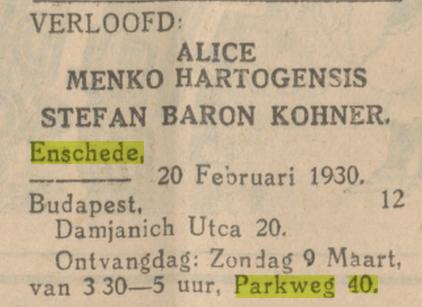 VERLOOFD:
ALICE
MENKO HARTOGENSIS
STEFAN BARON KOHNER.
Enschede,
20 Februari 1930.
Budapest, 12
Damjanich Utca 20.
Ontvangdag: Zondag 9 Maart,
van 3 30—5 uur, Parkweg 40.